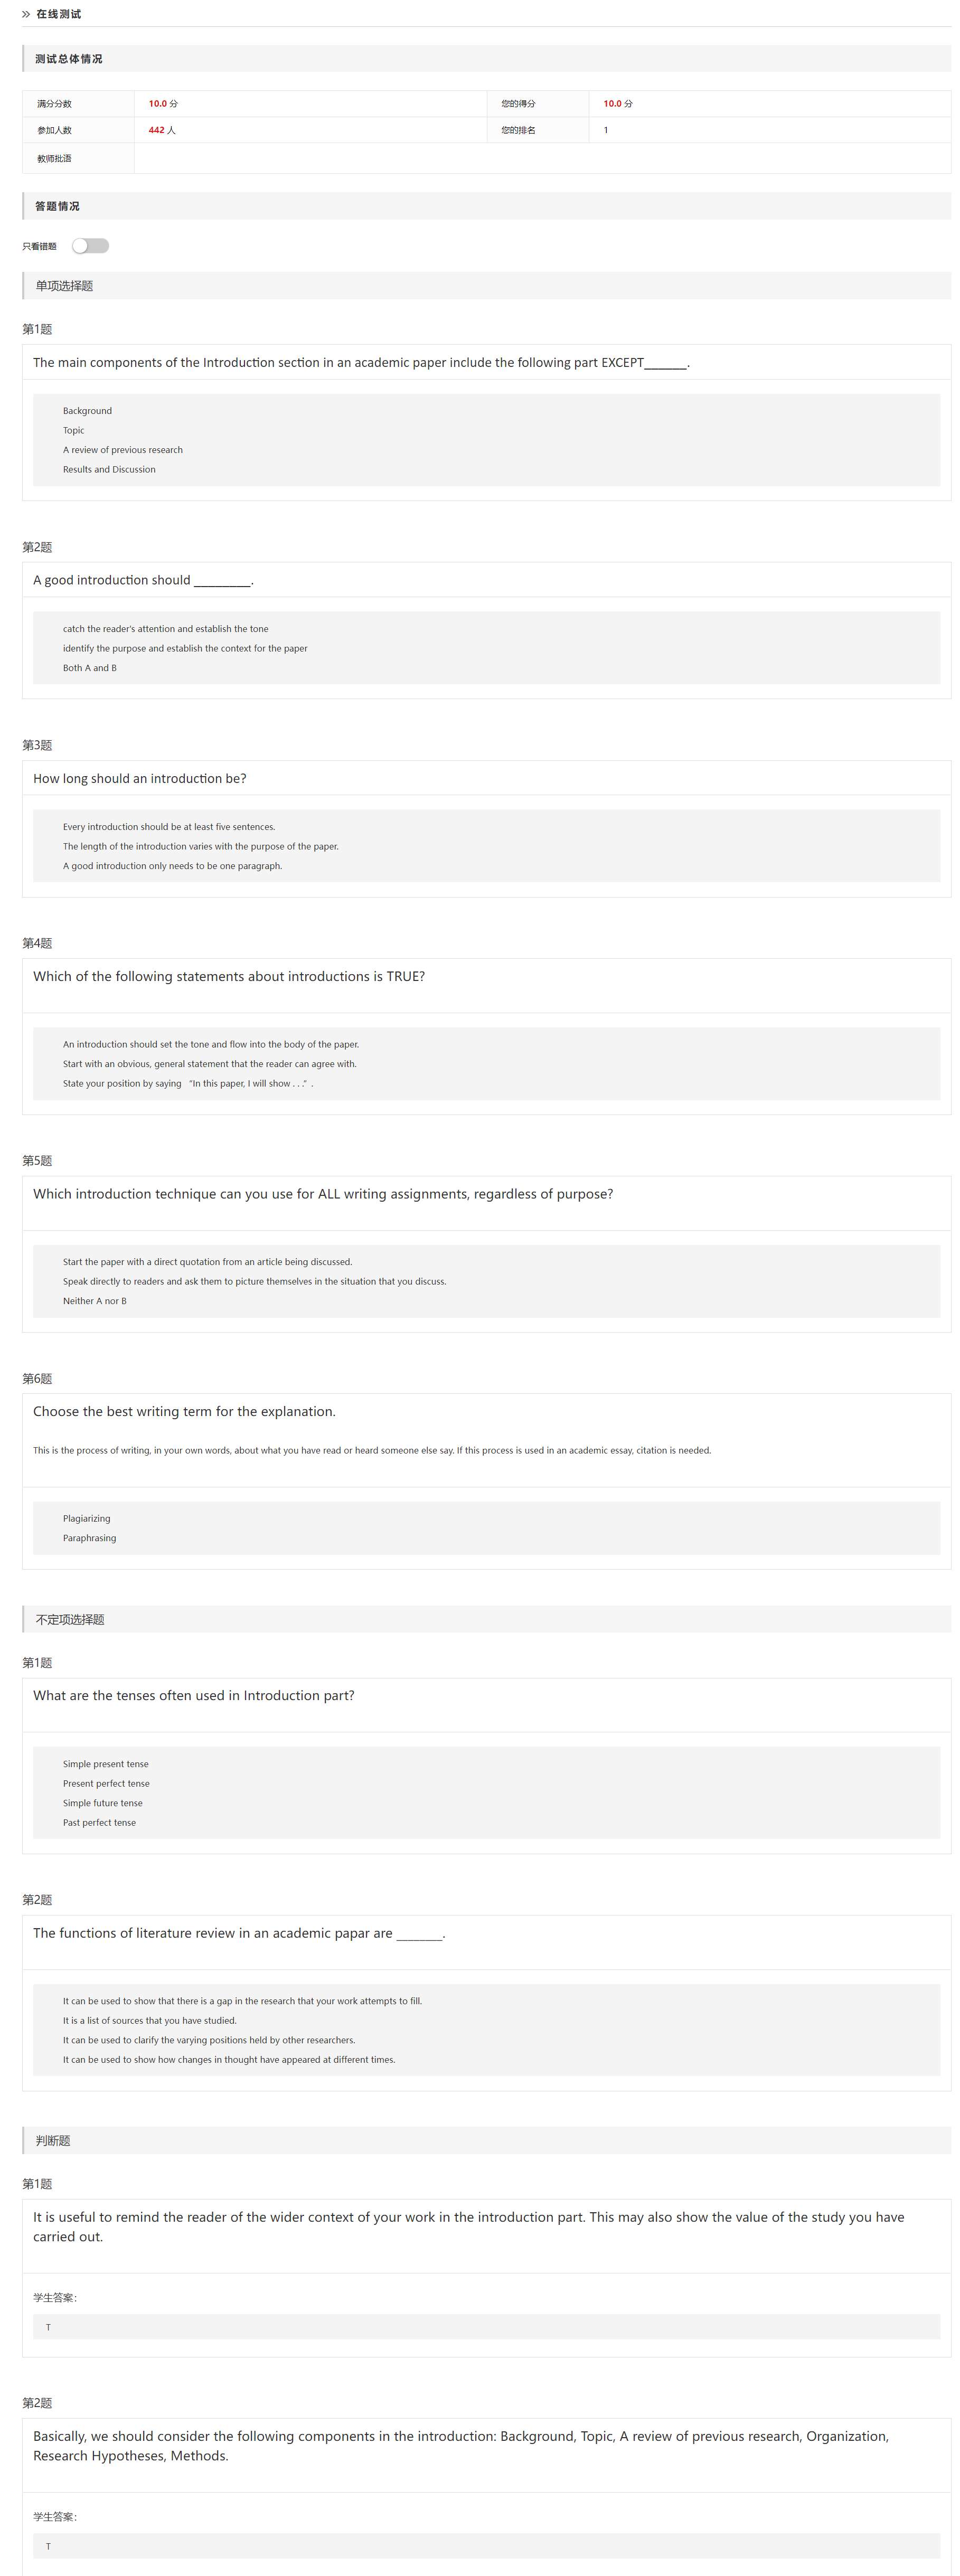 » 在线测试
测试总体情况
满分分数 10.0 分 您的得分 10.0 分
参加人数 442 人 您的排名 1
教师批语
答题情况
只看错题
单项选择题
第1题
The main components of the Introduction section in an academic paper include the following part EXCEPT______.
Background
Topic
A review of previous research
Results and Discussion
第2题
A good introduction should ________.
catch the reader's attention and establish the tone
identify the purpose and establish the context for the paper
Both A and B
第3题
How long should an introduction be?
Every introduction should be at least five sentences.
The length of the introduction varies with the purpose of the paper.
A good introduction only needs to be one paragraph.
第4题
Which of the following statements about introductions is TRUE?
An introduction should set the tone and flow into the body of the paper.
Start with an obvious, general statement that the reader can agree with.
State your position by saying “In this paper, I will show . . .” .
第5题
Which introduction technique can you use for ALL writing assignments, regardless of purpose?
Start the paper with a direct quotation from an article being discussed.
Speak directly to readers and ask them to picture themselves in the situation that you discuss.
Neither A nor B
第6题
Choose the best writing term for the explanation.
This is the process of writing, in your own words, about what you have read or heard someone else say. If this process is used in an academic essay, citation is needed.
Plagiarizing
Paraphrasing
不定项选择题
第1题
What are the tenses often used in Introduction part?
Simple present tense
Present perfect tense
Simple future tense
Past perfect tense
第2题
The functions of literature review in an academic papar are _______.
It can be used to show that there is a gap in the research that your work attempts to fill.
It is a list of sources that you have studied.
It can be used to clarify the varying positions held by other researchers.
It can be used to show how changes in thought have appeared at different times.
判断题
第1题
It is useful to remind the reader of the wider context of your work in the introduction part. This may also show the value of the study you have
carried out.
学生答案:
T
第2题
Basically, we should consider the following components in the introduction: Background, Topic, A review of previous research, Organization,
Research Hypotheses, Methods.
学生答案:
T